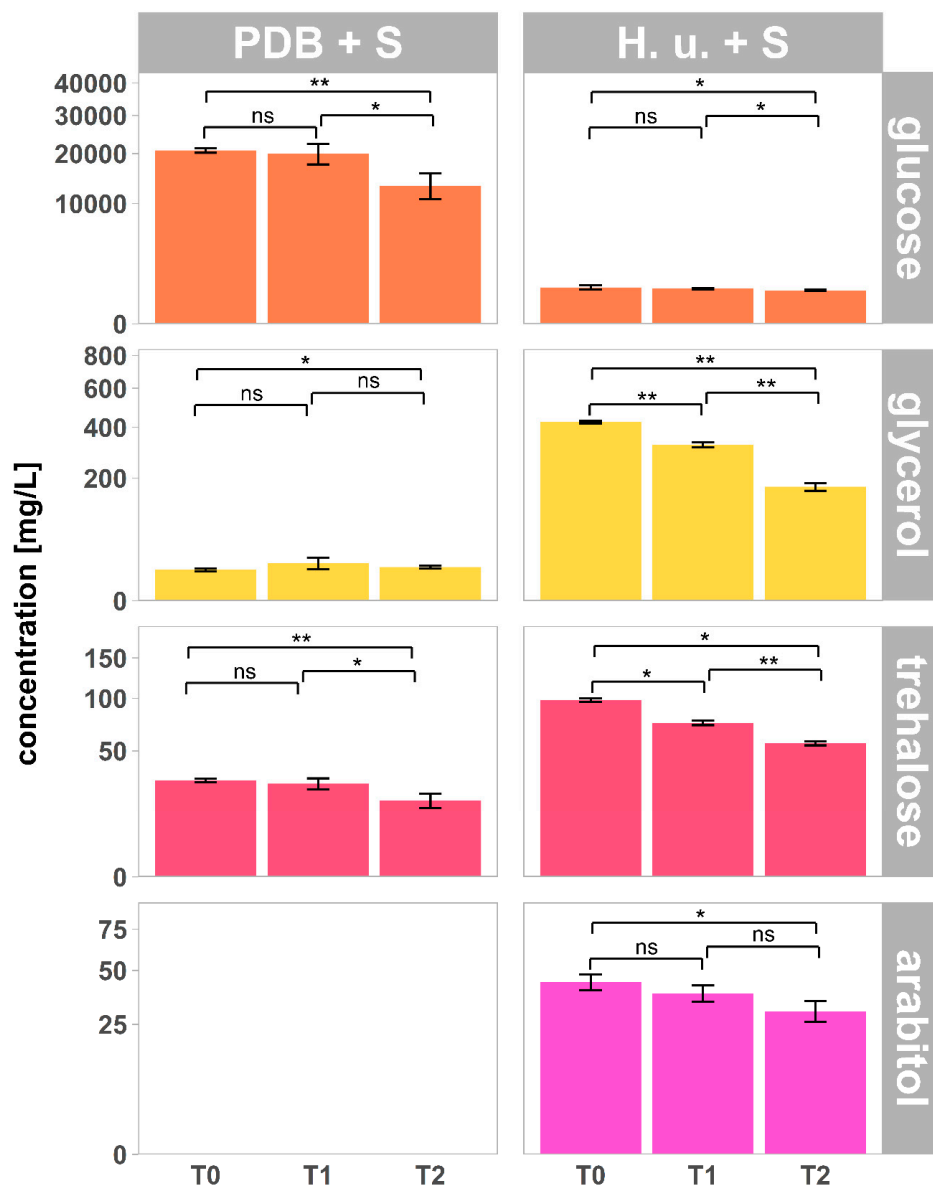 PDB + S
H. u. + S
concentration [mg/L]
glucose
40000
30000
20000
10000
0
**
ns
*
*
ns
*
glycerol
800
600
400
200
0
*
ns
ns
**
**
**
trehalose
150
100
50
0
**
ns
*
*
*
**
arabitol
75
50
25
0
*
ns
ns
T0
T1
T2
T0
T1
T2